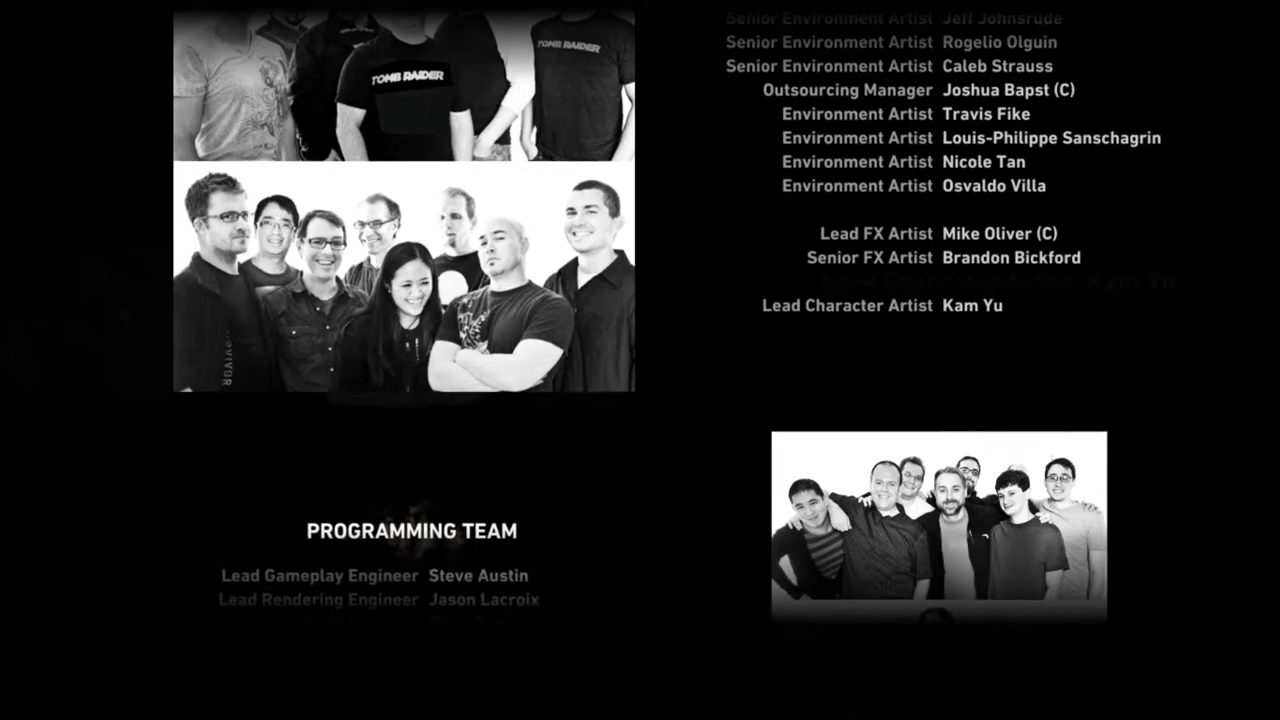 TOMB RAIDER
TOMB RAIDER
Senior Environment Artist Jeff Johnsrude
Senior Environment Artist Rogelio Olguin
Senior Environment Artist Caleb Strauss
Outsourcing Manager Joshua Bapst (C)
Environment Artist Travis Fike
Environment Artist Louis-Philippe Sanschagrin
Environment Artist Nicole Tan
Environment Artist Osvaldo Villa
Lead FX Artist Mike Oliver (C)
Senior FX Artist Brandon Bickford
Lead Character Artist Kam Yu
PROGRAMMING TEAM
Lead Gameplay Engineer Steve Austin
Lead Rendering Engineer Jason Lacroix